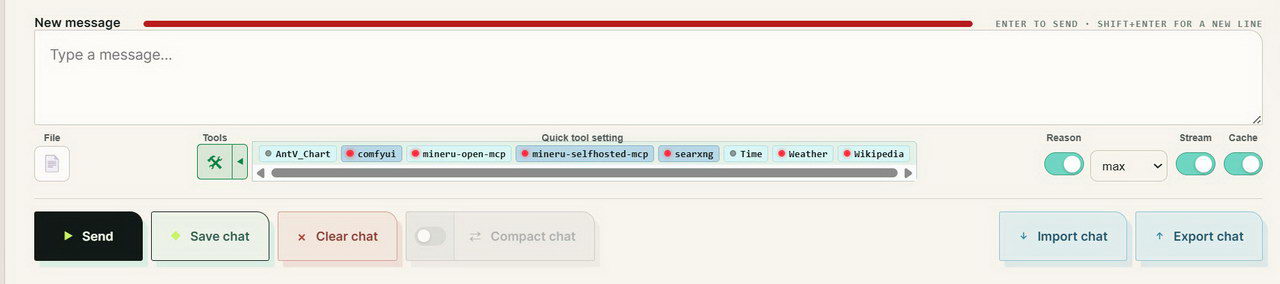 New message
ENTER TO SEND · SHIFT+ENTER FOR A NEW LINE
Type a message...
File
Tools
Quick tool setting
Reason
Stream
Cache
AntV_Chart
comfyui
mineru-open-mcp
mineru-selfhosted-mcp
searxng
Time
Weather
Wikipedia
max
Send
Save chat
Clear chat
Compact chat
Import chat
Export chat